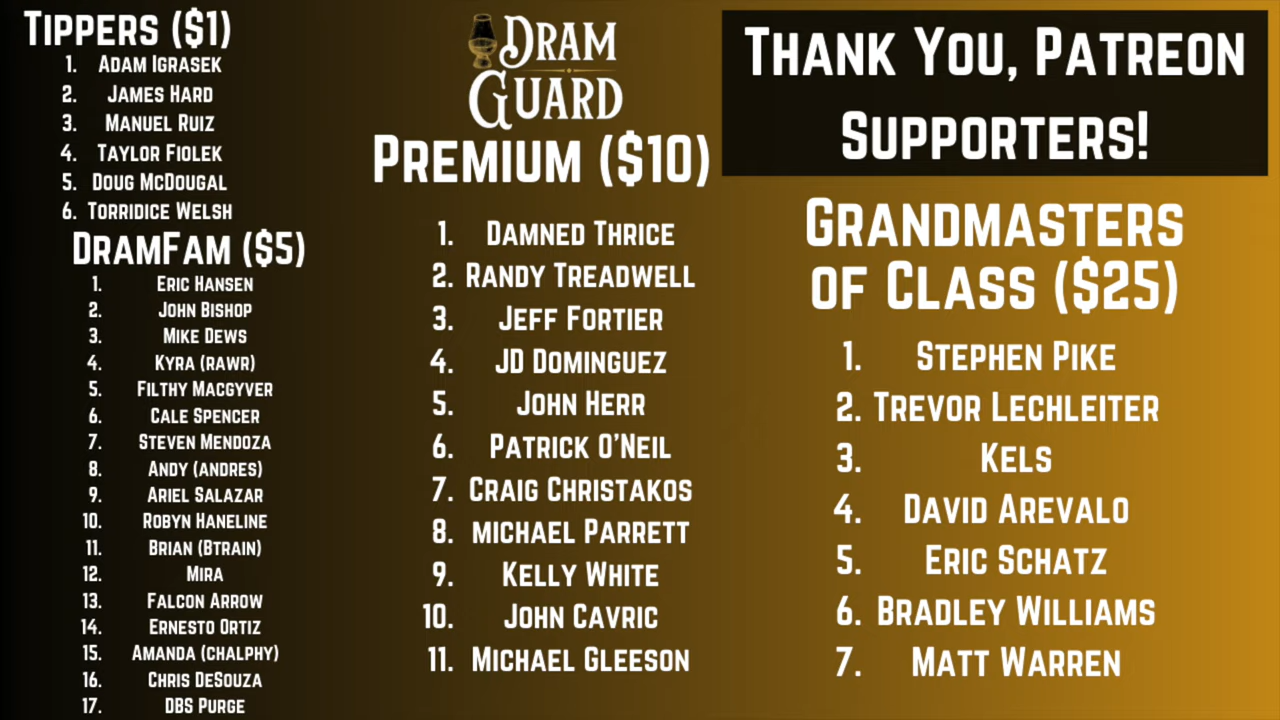 Tippers ($1)
1. Adam Igrasek
2. James Hard
3. Manuel Ruiz
4. Taylor Fiolek
5. Doug McDougal
6. Torridice Welsh
DramFam ($5)
1. Eric Hansen
2. John Bishop
3. Mike Dews
4. Kyra (rawr)
5. Filthy Macgyver
6. Cale Spencer
7. Steven Mendoza
8. Andy (andres)
9. Ariel Salazar
10. Robyn Haneline
11. Brian (Btrain)
12. Mira
13. Falcon Arrow
14. Ernesto Ortiz
15. Amanda (chalphy)
16. Chris DeSouza
17. DBS Purge
Dram
Guard
Premium ($10)
1. Damned Thrice
2. Randy Treadwell
3. Jeff Fortier
4. JD Dominguez
5. John Herr
6. Patrick O'Neil
7. Craig Christakos
8. michael Parrett
9. Kelly White
10. John Cavric
11. Michael Gleeson
Thank You, Patreon
Supporters!
Grandmasters
of Class ($25)
1. Stephen Pike
2. Trevor Lechleiter
3. Kels
4. David Arevalo
5. Eric Schatz
6. Bradley Williams
7. Matt Warren